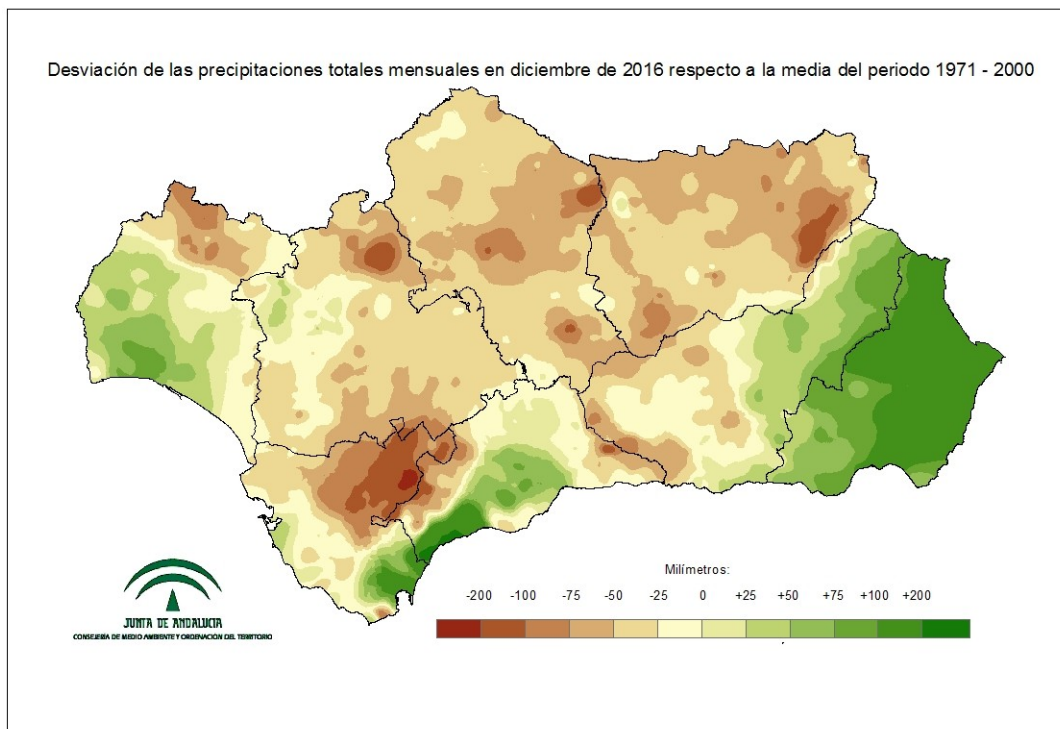 Desviación de las precipitaciones totales mensuales en diciembre de 2016 respecto a la media del periodo 1971 - 2000
Milímetros:
-200 -100 -75 -50 -25 0 +25 +50 +75 +100 +200
JUNTA DE ANDALUCIA
CONSEJERÍA DE MEDIO AMBIENTE Y ORDENACIÓN DEL TERRITORIO